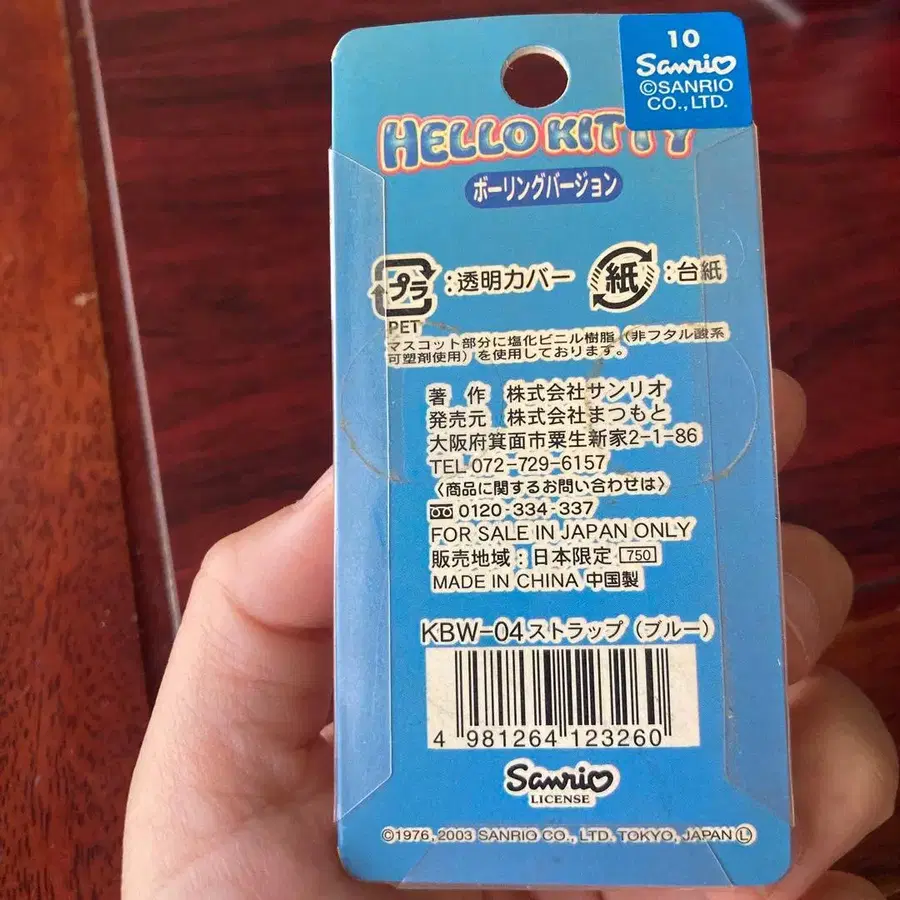 10
Sanrio
©SANRIO
CO., LTD.
HELLO KITTY
ボーリングバージョン
プラ :透明カバー 紙 :台紙
PET
マスコット部分に塩化ビニル樹脂(非フタル酸系
可塑剤使用)を使用しております。
著 作 株式会社サンリオ
発売元 株式会社まつもと
大阪府箕面市粟生新家2-1-86
TEL 072-729-6157
〈商品に関するお問い合わせは〉
0120-334-337
FOR SALE IN JAPAN ONLY
販売地域:日本限定 750
MADE IN CHINA 中国製
KBW-04ストラップ(ブルー)
4 981264 123260
Sanrio
LICENSE
©1976, 2003 SANRIO CO., LTD. TOKYO, JAPAN Ⓛ